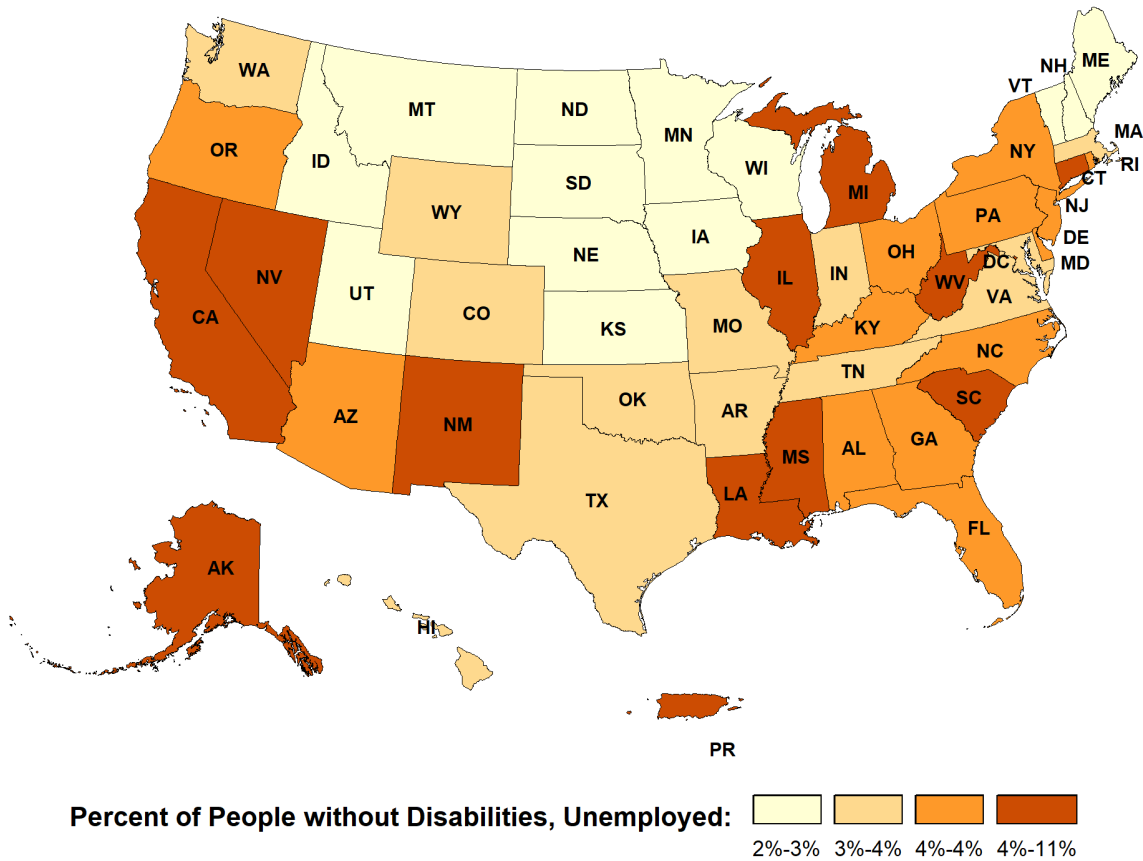 WA
MT
ND
MN
ME
NH
VT
OR
ID
SD
WI
MI
NY
MA
RI
CT
WY
NE
IA
PA
NJ
NV
UT
CO
IL
IN
OH
DE
MD
DC
WV
VA
CA
KS
MO
KY
NC
TN
AZ
NM
OK
AR
SC
MS
AL
GA
LA
TX
FL
AK
HI
PR
Percent of People without Disabilities, Unemployed:
2%-3% 3%-4% 4%-4% 4%-11%